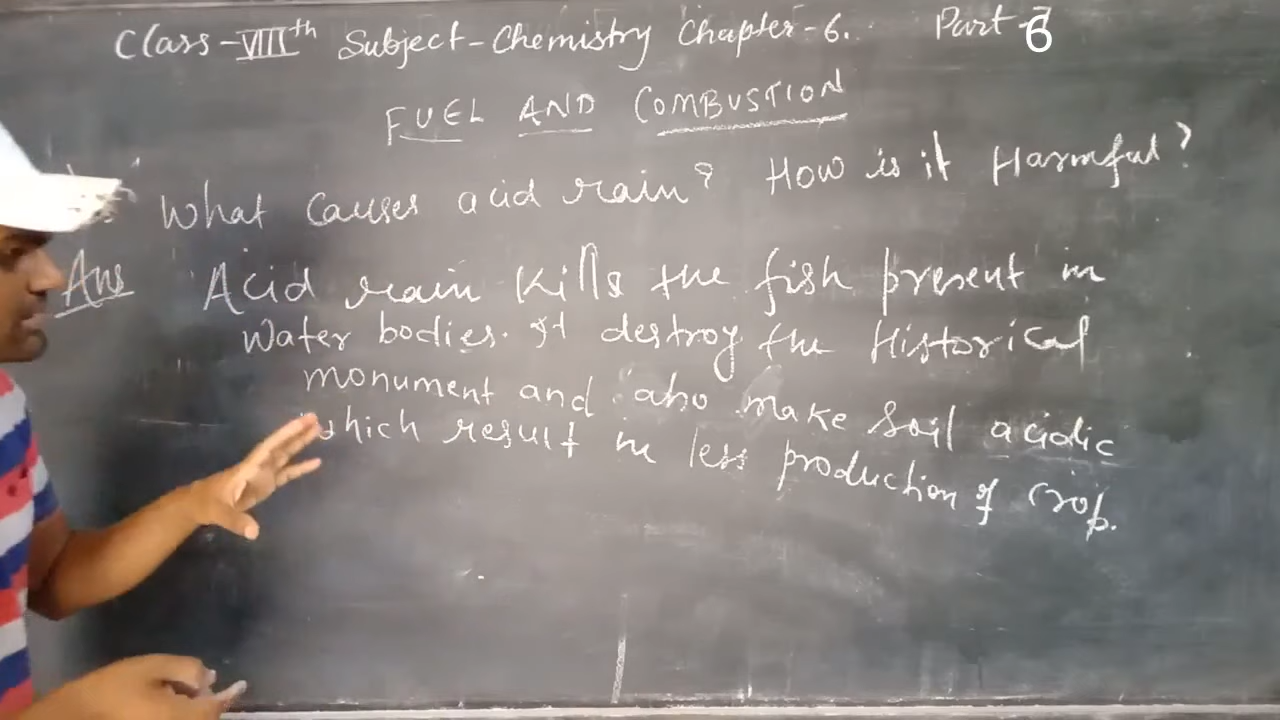 Class-VIIIth Subject-Chemistry Chapter-6. Part-6
FUEL AND COMBUSTION
What causes acid rain? How is it Harmful?
Ans Acid rain kills the fish present in
water bodies. It destroy the Historical
monument and also make soil acidic
which result in less production of crop.